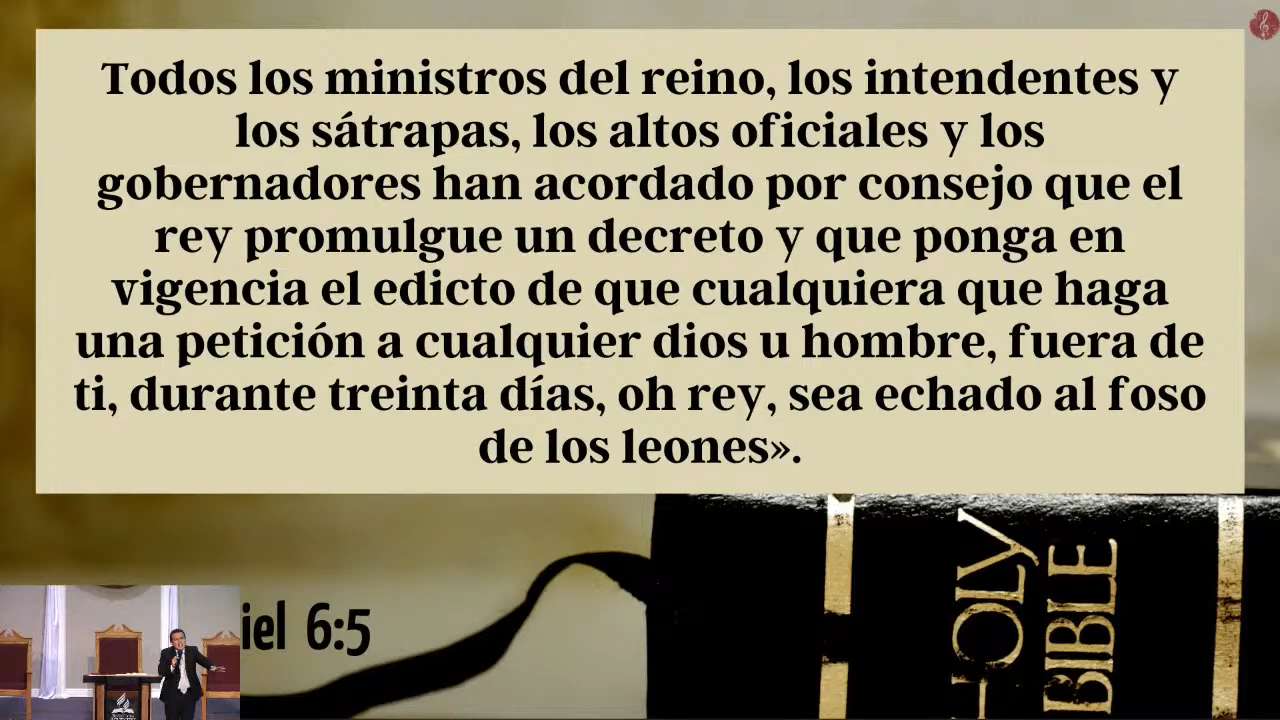 Todos los ministros del reino, los intendentes y
los sátrapas, los altos oficiales y los
gobernadores han acordado por consejo que el
rey promulgue un decreto y que ponga en
vigencia el edicto de que cualquiera que haga
una petición a cualquier dios u hombre, fuera de
ti, durante treinta días, oh rey, sea echado al foso
de los leones».
iel 6:5
HOLY
BIBLE